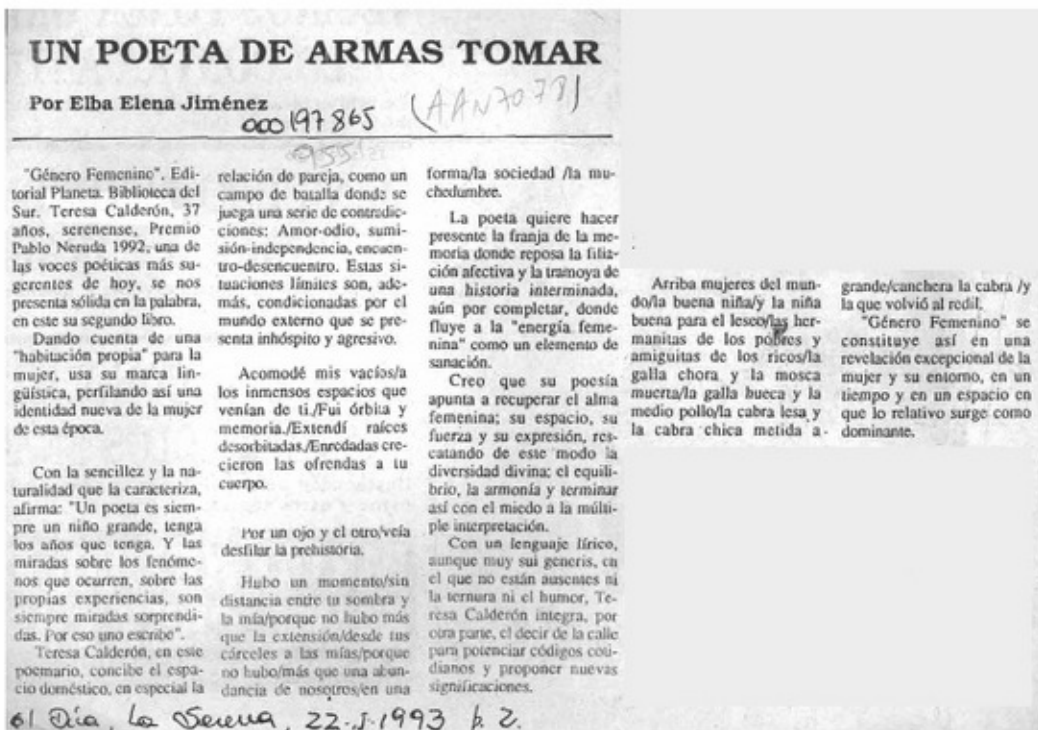 UN POETA DE ARMAS TOMAR
Por Elba Elena Jiménez
000197865
(AAN7078)
955
"Género Femenino". Edi-
torial Planeta. Biblioteca del
Sur. Teresa Calderón, 37
años, serenense, Premio
Pablo Neruda 1992, una de
las voces poéticas más su-
gerentes de hoy, se nos
presenta sólida en la palabra,
en este su segundo libro.
Dando cuenta de una
"habitación propia" para la
mujer, usa su marca lin-
güística, perfilando así una
identidad nueva de la mujer
de esta época.
Con la sencillez y la na-
turalidad que la caracteriza,
afirma: "Un poeta es siem-
pre un niño grande, tenga
los años que tenga. Y las
miradas sobre los fenóme-
nos que ocurren, sobre las
propias experiencias, son
siempre miradas sorprendi-
das. Por eso uno escribe".
Teresa Calderón, en este
poemario, concibe el espa-
cio doméstico, en especial la
relación de pareja, como un
campo de batalla donde se
juega una serie de contradic-
ciones: Amor-odio, sumi-
sión-independencia, encuen-
tro-desencuentro. Estas si-
tuaciones límites son, ade-
más, condicionadas por el
mundo externo que se pre-
senta inhóspito y agresivo.
Acomodé mis vacíos/a
los inmensos espacios que
venían de ti./Fui órbita y
memoria./Extendí raíces
desorbitadas./Enredadas cre-
cieron las ofrendas a tu
cuerpo.
Por un ojo y el otro/veía
desfilar la prehistoria.
Hubo un momento/sin
distancia entre tu sombra y
la mía/porque no hubo más
que la extensión/desde tus
cárceles a las mías/porque
no hubo/más que una abun-
dancia de nosotros/en una
forma/la sociedad /la mu-
chedumbre.
La poeta quiere hacer
presente la franja de la me-
moria donde reposa la filia-
ción afectiva y la tramoya de
una historia interminada,
aún por completar, donde
fluye a la "energía feme-
nina" como un elemento de
sanación.
Creo que su poesía
apunta a recuperar el alma
femenina; su espacio, su
fuerza y su expresión, res-
catando de este modo la
diversidad divina; el equili-
brio, la armonía y terminar
así con el miedo a la múlti-
ple interpretación.
Con un lenguaje lírico,
aunque muy sui generis, en
el que no están ausentes ni
la ternura ni el humor, Te-
resa Calderón integra, por
otra parte, el decir de la calle
para potenciar códigos coti-
dianos y proponer nuevas
significaciones.
Arriba mujeres del mun-
do/la buena niña/y la niña
buena para el leseo/las her-
manitas de los pobres y
amiguitas de los ricos/la
galla chora y la mosca
muerta/la galla hueca y la
medio pollo/la cabra lesa y
la cabra chica metida a
grande/canchera la cabra /y
la que volvió al redil.
"Género Femenino" se
constituye así en una
revelación excepcional de la
mujer y su entorno, en un
tiempo y en un espacio en
que lo relativo surge como
dominante.
el Día, La Serena, 22-I-1993 p. 2.